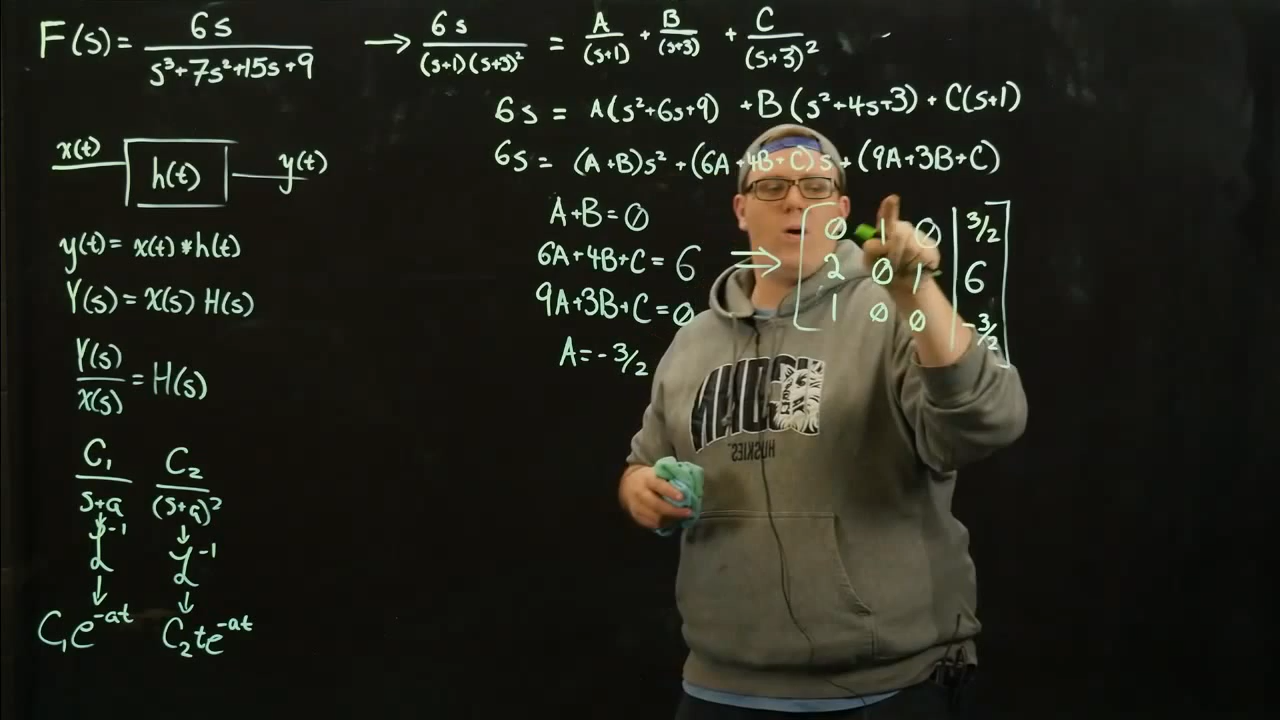 F(s) = 6s / s³+7s²+15s+9 → 6s / (s+1)(s+3)² = A/(s+1) + B/(s+3) + C/(s+3)²
6s = A(s²+6s+9) + B(s²+4s+3) + C(s+1)
6s = (A+B)s² + (6A+4B+C)s + (9A+3B+C)
x(t) h(t) y(t)
A+B=0
6A+4B+C=6 ⇒
9A+3B+C=0
A=-3/2
[0 1 0 | 3/2]
[2 0 1 | 6]
[1 0 0 | -3/2]
y(t)= x(t)*h(t)
Y(s)= X(s) H(s)
Y(s)/X(s) = H(s)
C₁/s+a C₂/(s+a)²
↓ ↓
ℒ⁻¹ ℒ⁻¹
↓ ↓
C₁e^-at C₂te^-at
UCONN
HUSKIES